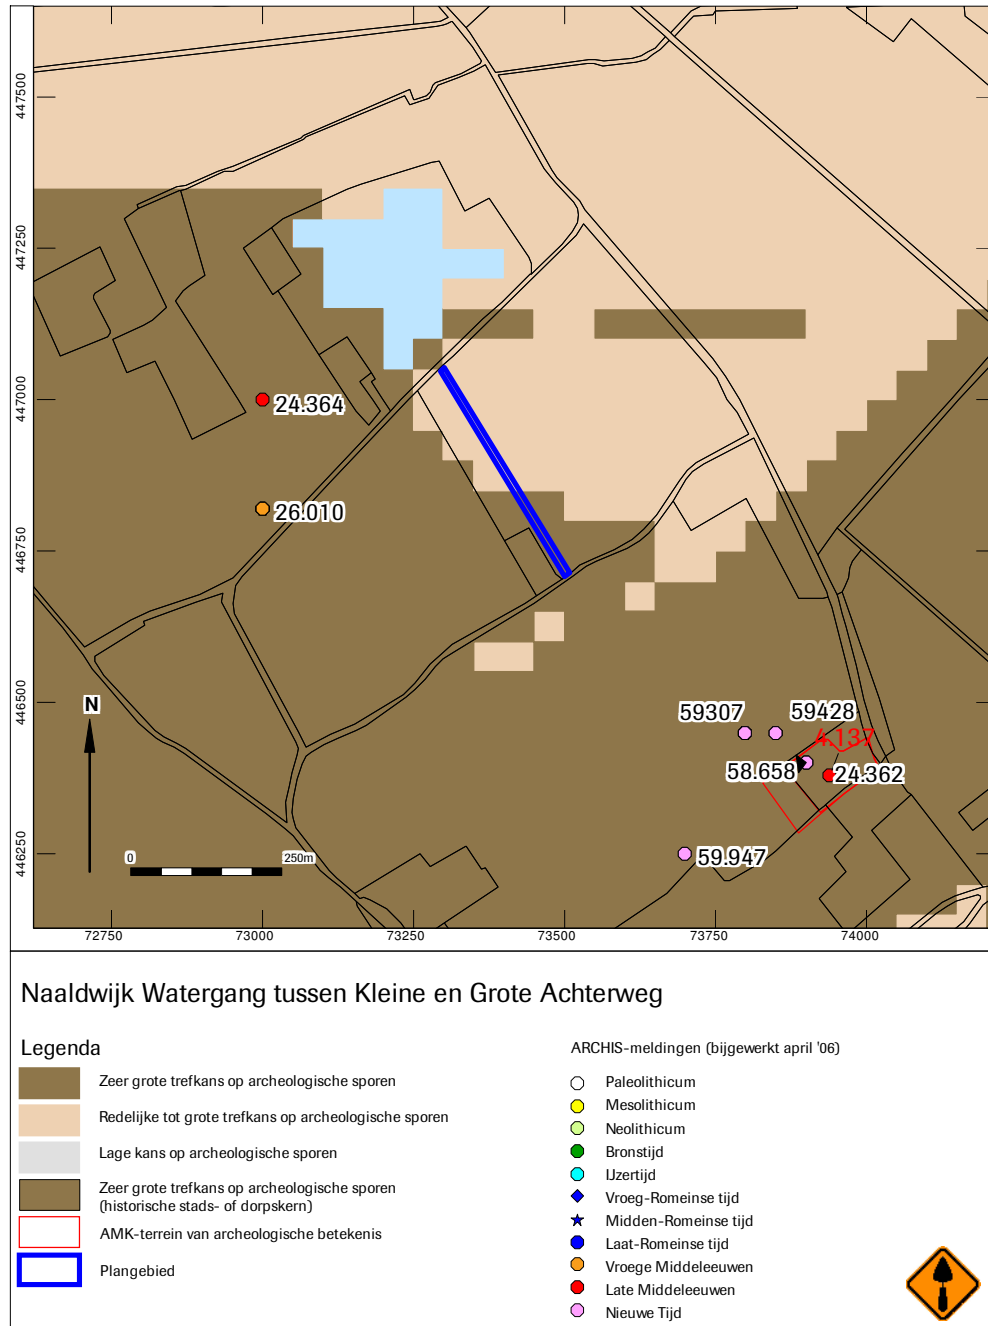 447500
447250
447000
446750
446500
446250
24.364
26.010
59307
59428
4.137
58.658
24.362
59.947
N
0
250m
72750
73000
73250
73500
73750
74000
Naaldwijk Watergang tussen Kleine en Grote Achterweg
Legenda
Zeer grote trefkans op archeologische sporen
Redelijke tot grote trefkans op archeologische sporen
Lage kans op archeologische sporen
Zeer grote trefkans op archeologische sporen
(historische stads- of dorpskern)
AMK-terrein van archeologische betekenis
Plangebied
ARCHIS-meldingen (bijgewerkt april '06)
Paleolithicum
Mesolithicum
Neolithicum
Bronstijd
IJzertijd
Vroeg-Romeinse tijd
Midden-Romeinse tijd
Laat-Romeinse tijd
Vroege Middeleeuwen
Late Middeleeuwen
Nieuwe Tijd